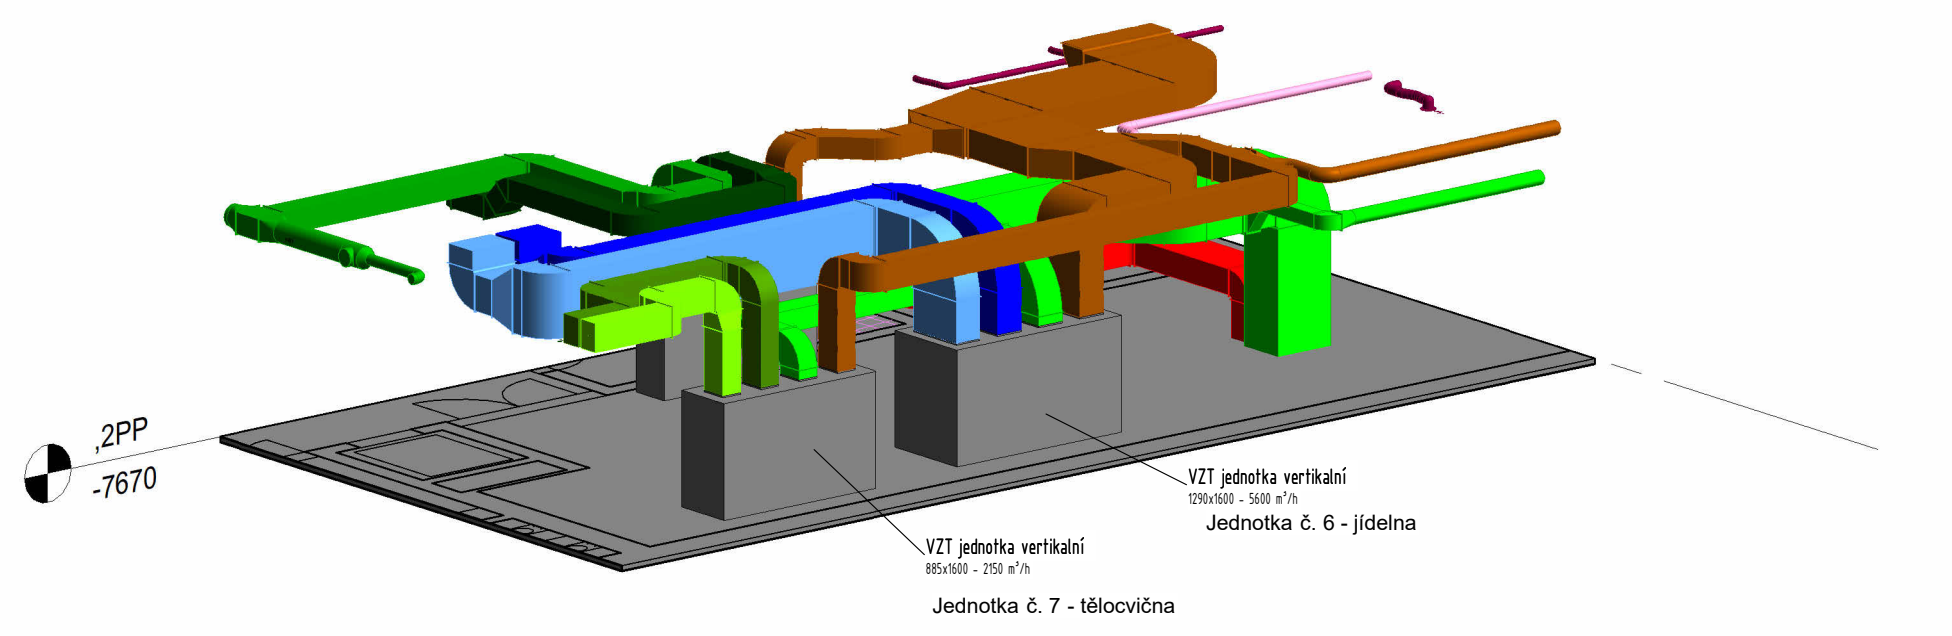 ,2PP
-7670
VZT jednotka vertikalní
1290x1600 - 5600 m³/h
Jednotka č. 6 - jídelna
VZT jednotka vertikalní
885x1600 - 2150 m³/h
Jednotka č. 7 - tělocvična